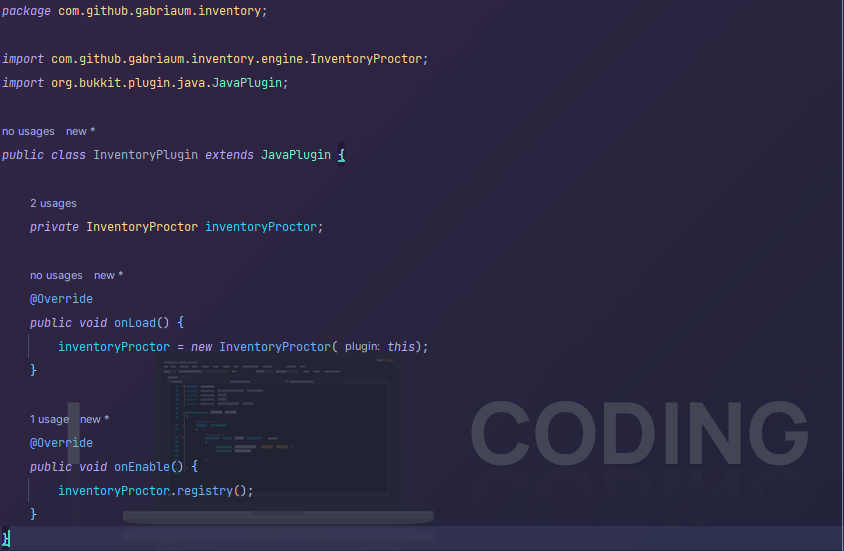 package com.github.gabriaum.inventory;
import com.github.gabriaum.inventory.engine.InventoryProctor;
import org.bukkit.plugin.java.JavaPlugin;
no usages   new *
public class InventoryPlugin extends JavaPlugin {
2 usages
private InventoryProctor inventoryProctor;
no usages   new *
@Override
public void onLoad() {
inventoryProctor = new InventoryProctor( plugin: this);
}
1 usage   new *
@Override
public void onEnable() {
inventoryProctor.registry();
}
}
I CODING